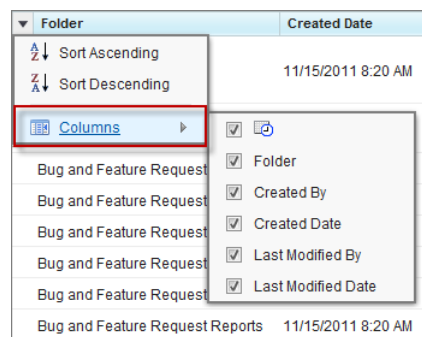 Folder Created Date
Sort Ascending
11/15/2011 8:20 AM
Sort Descending
Columns
Folder
Bug and Feature Request
Created By
Bug and Feature Request
Created Date
Bug and Feature Request
Last Modified By
Bug and Feature Request
Last Modified Date
Bug and Feature Request
Bug and Feature Request Reports 11/15/2011 8:20 AM